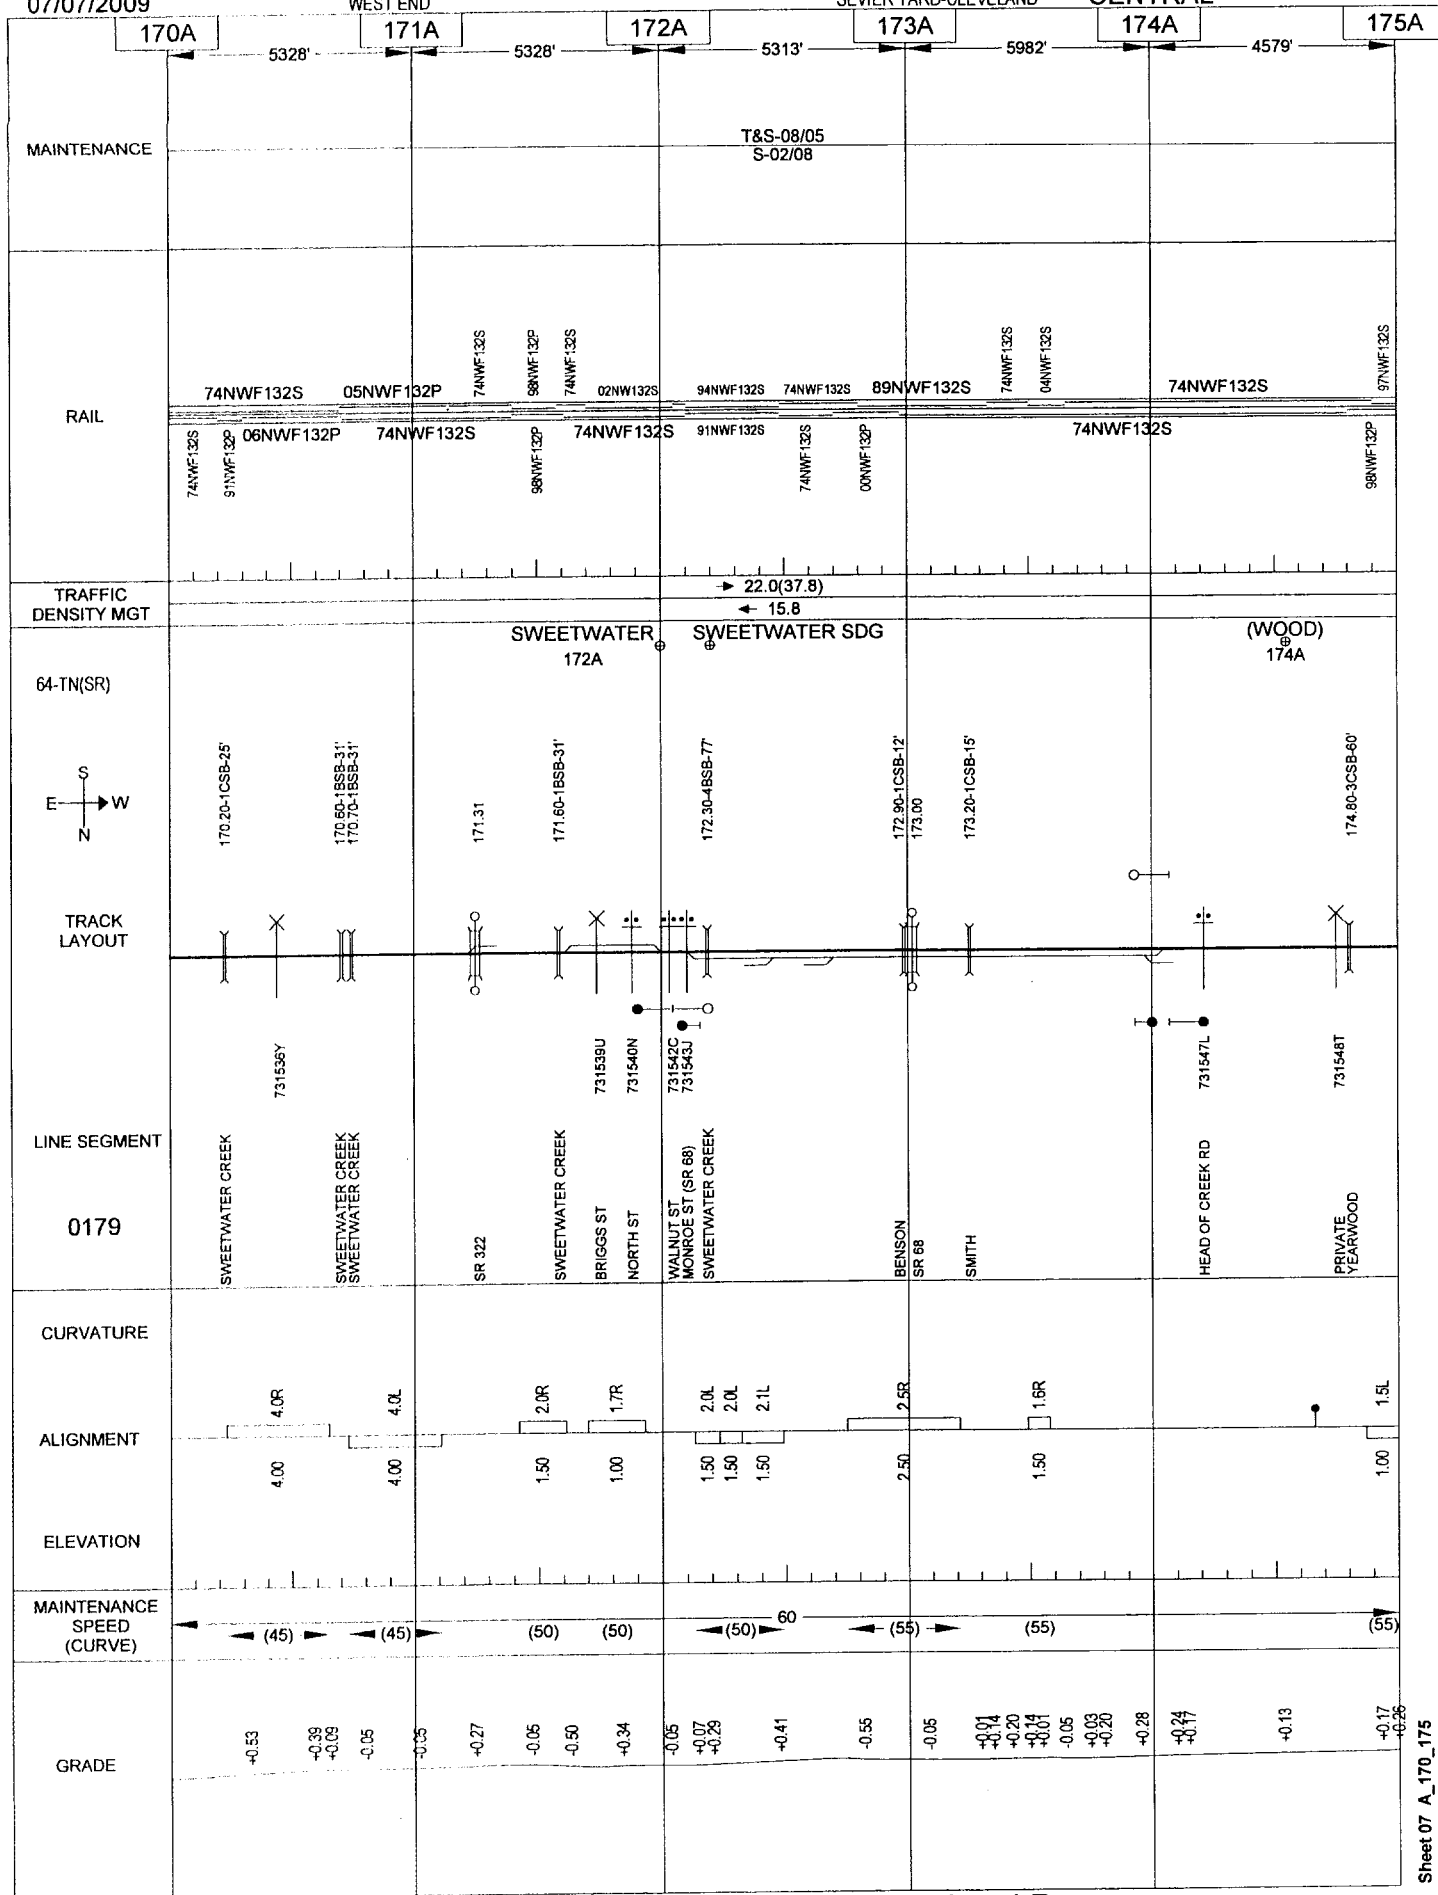 07/07/2009
WEST END
SEVIER YARD-CLEVELAND
CENTRAL
170A
171A
172A
173A
174A
175A
5328'
5328'
5313'
5982'
4579'
MAINTENANCE
T&S-08/05
S-02/08
RAIL
74NWF132S
05NWF132P
74NWF132S
98NWF132P
74NWF132S
02NW132S
94NWF132S
74NWF132S
89NWF132S
74NWF132S
04NWF132S
74NWF132S
97NWF132S
74NWF132S
91NWF132P
06NWF132P
74NWF132S
98NWF132P
74NWF132S
91NWF132S
74NWF132S
00NWF132P
74NWF132S
98NWF132P
TRAFFIC
DENSITY MGT
22.0(37.8)
15.8
SWEETWATER
172A
SWEETWATER SDG
(WOOD)
174A
64-TN(SR)
S
E
W
N
170.20-1CSB-25'
170.60-1BSB-31'
170.70-1BSB-31'
171.31
171.60-1BSB-31'
172.30-4BSB-77'
172.90-1CSB-12'
173.00
173.20-1CSB-15'
174.80-3CSB-60'
TRACK
LAYOUT
731536Y
731539U
731540N
731542C
731543J
731547L
731548T
LINE SEGMENT
0179
SWEETWATER CREEK
SWEETWATER CREEK
SWEETWATER CREEK
SR 322
SWEETWATER CREEK
BRIGGS ST
NORTH ST
WALNUT ST
MONROE ST (SR 68)
SWEETWATER CREEK
BENSON
SR 68
SMITH
HEAD OF CREEK RD
PRIVATE
YEARWOOD
CURVATURE
4.0R
4.0L
2.0R
1.7R
2.0L
2.0L
2.1L
2.5R
1.6R
1.5L
ALIGNMENT
4.00
4.00
1.50
1.00
1.50
1.50
1.50
2.50
1.50
1.00
ELEVATION
MAINTENANCE
SPEED
(CURVE)
60
(45)
(45)
(50)
(50)
(50)
(55)
(55)
(55)
GRADE
+0.53
+0.39
+0.09
-0.05
-0.05
+0.27
-0.05
-0.50
+0.34
-0.05
+0.07
+0.29
+0.41
-0.55
-0.05
+0.01
+0.14
+0.20
+0.14
+0.01
-0.05
+0.03
+0.20
+0.28
+0.24
+0.17
+0.13
+0.17
+0.26
Sheet 07 A_170_175